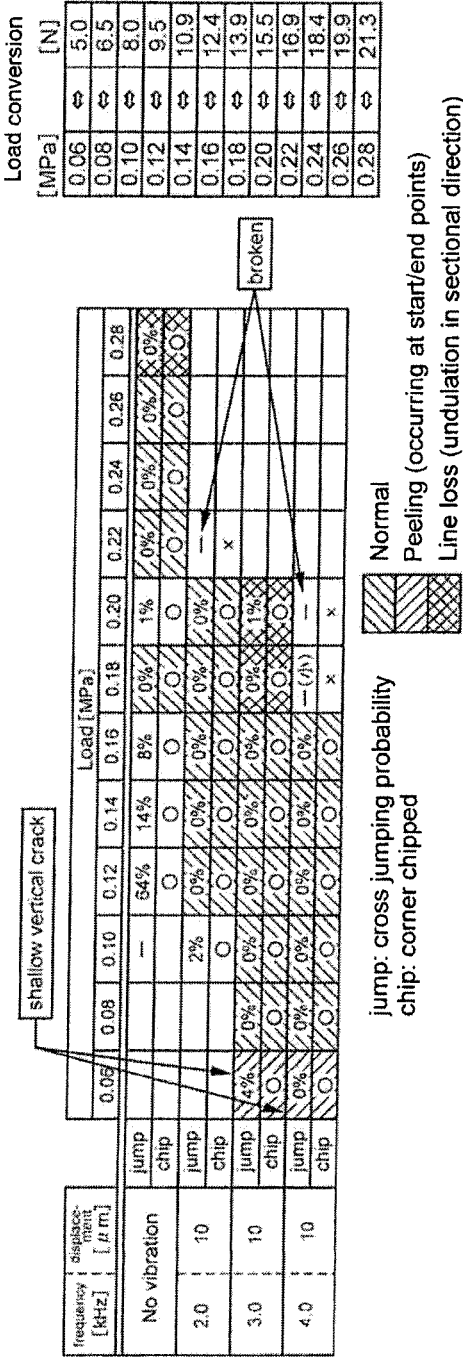 shallow vertical crack
Load conversion
[MPa] [N]
0.06 ⇔ 5.0
0.08 ⇔ 6.5
0.10 ⇔ 8.0
0.12 ⇔ 9.5
0.14 ⇔ 10.9
0.16 ⇔ 12.4
0.18 ⇔ 13.9
0.20 ⇔ 15.5
0.22 ⇔ 16.9
0.24 ⇔ 18.4
0.26 ⇔ 19.9
0.28 ⇔ 21.3
frequency [kHz] displace-ment [μm] Load [MPa]
0.06 0.08 0.10 0.12 0.14 0.16 0.18 0.20 0.22 0.24 0.26 0.28
No vibration jump — 64% 14% 8% 0% 1% 0% 0% 0% 0%
chip ○ ○ ○ ○ ○ ○ ○ ○ ○
2.0 10 jump 2% 0% 0% 0% 0% 0% —
chip ○ ○ ○ ○ ○ ○ ×
3.0 10 jump 4% 0% 0% 0% 0% 0% 0% 1%
chip ○ ○ ○ ○ ○ ○ ○ ○
4.0 10 jump 0% 0% 0% 0% 0% 0% —(小) —
chip ○ ○ ○ ○ ○ ○ × ×
broken
jump: cross jumping probability
chip: corner chipped
Normal
Peeling (occurring at start/end points)
Line loss (undulation in sectional direction)